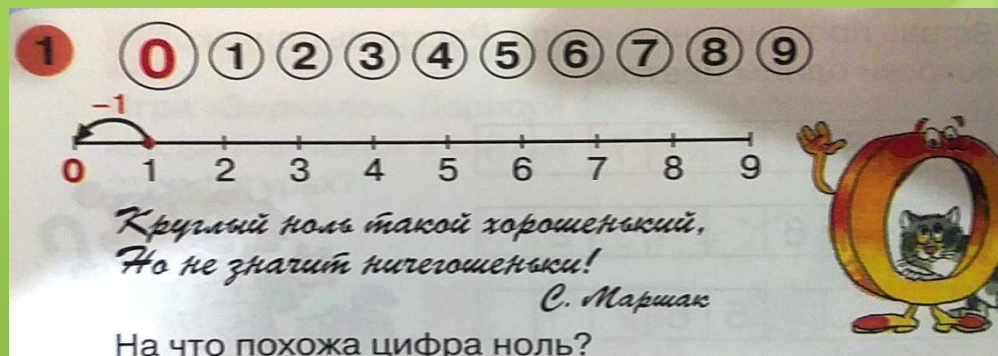 1 0 1 2 3 4 5 6 7 8 9
−1
0 1 2 3 4 5 6 7 8 9
Круглый ноль такой хорошенький,
Но не значит ничегошеньки!
С. Маршак
На что похожа цифра ноль?